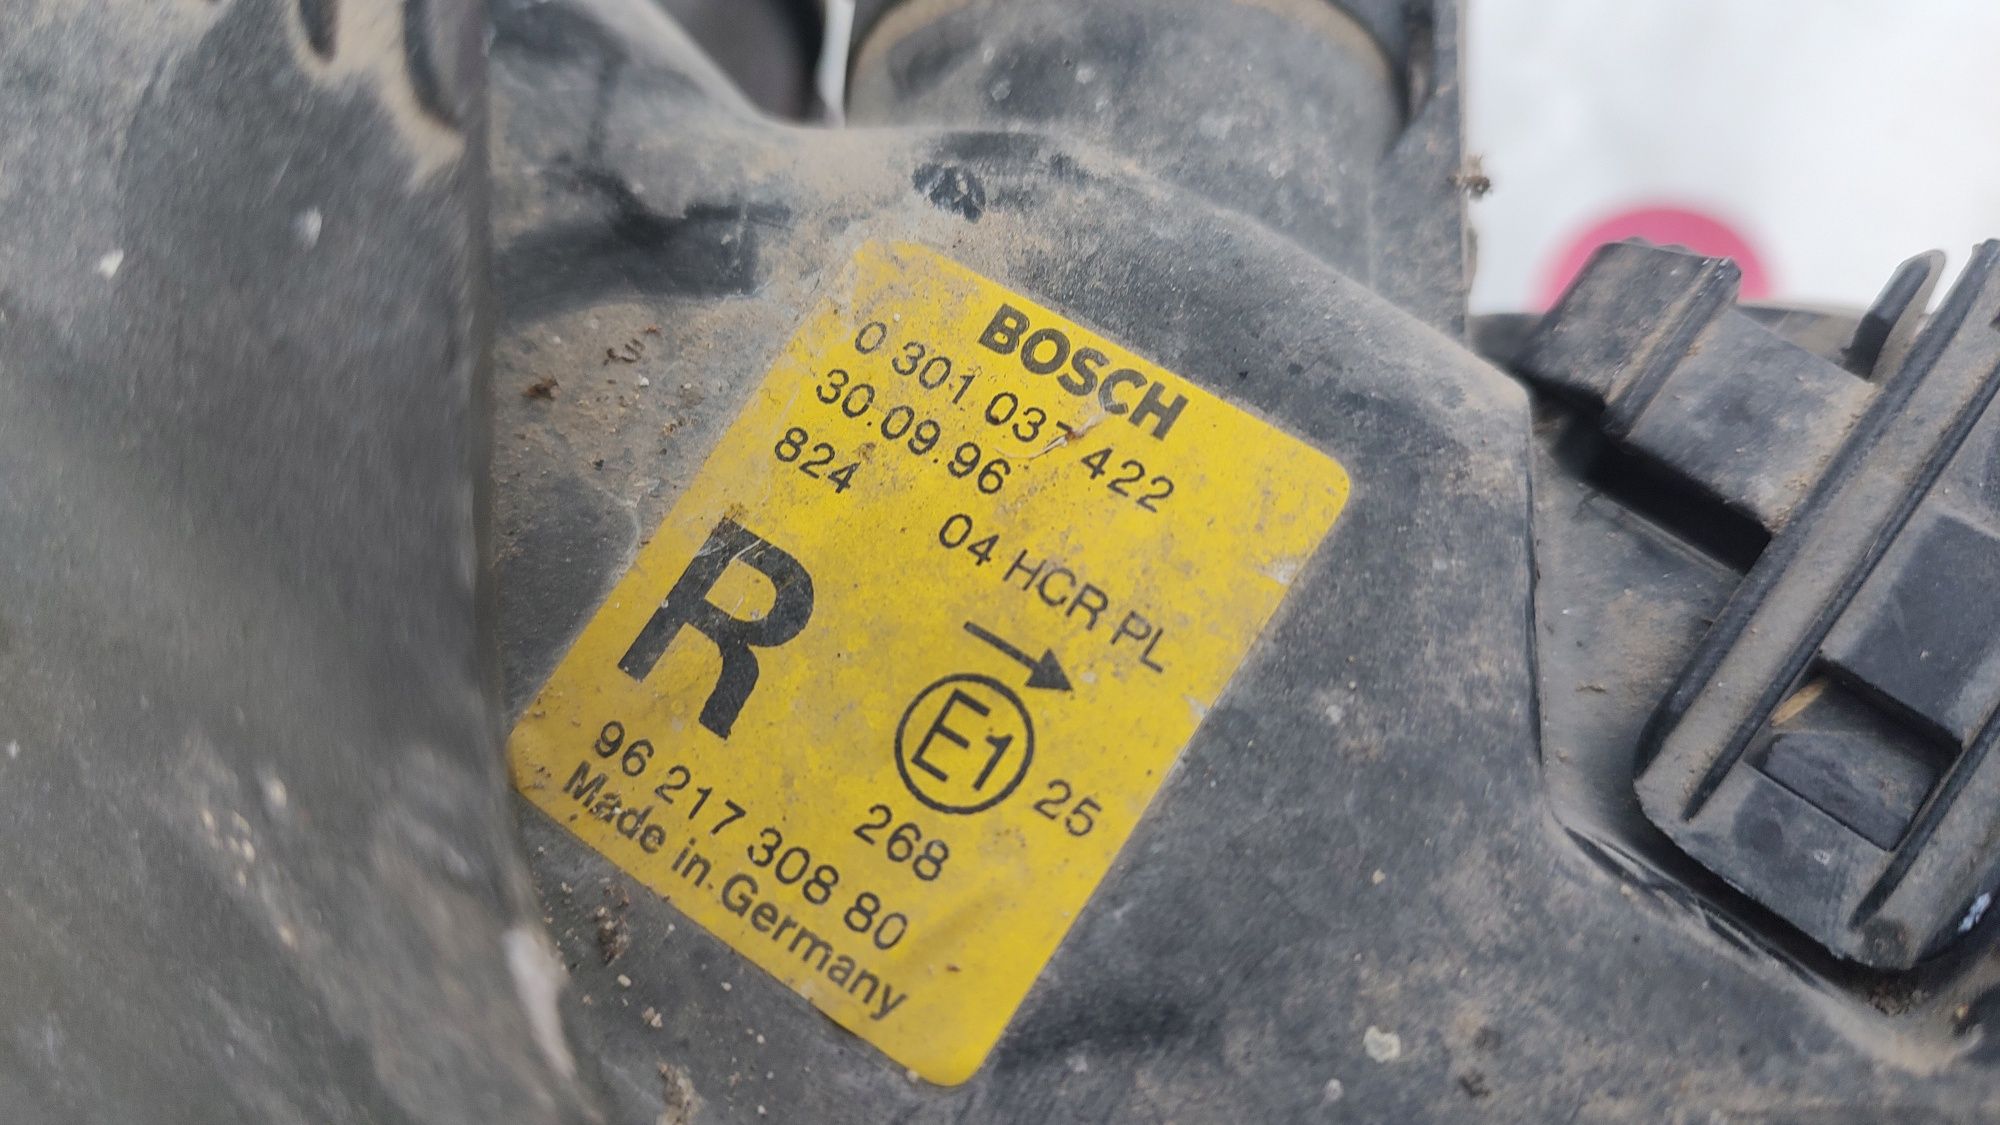 BOSCH
0 301 037 422
30.09.96
824
04 HCR PL
R
E1 25
268
96 217 308 80
Made in Germany